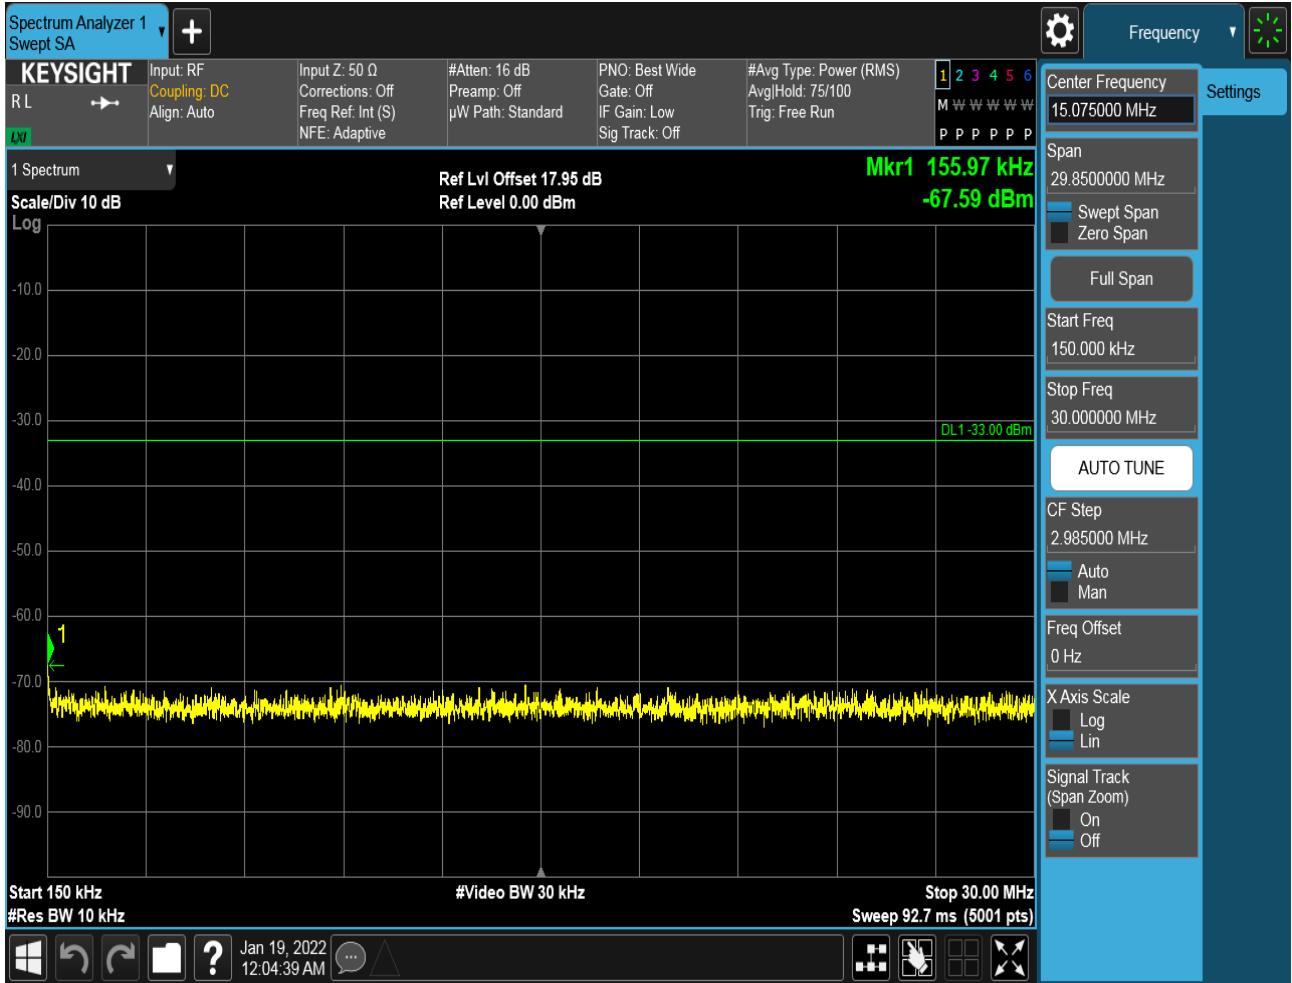 Spectrum Analyzer 1
Swept SA
Frequency
KEYSIGHT
R L
LXI
Input: RF
Coupling: DC
Align: Auto
Input Z: 50 Ω
Corrections: Off
Freq Ref: Int (S)
NFE: Adaptive
#Atten: 16 dB
Preamp: Off
µW Path: Standard
PNO: Best Wide
Gate: Off
IF Gain: Low
Sig Track: Off
#Avg Type: Power (RMS)
Avg|Hold: 75/100
Trig: Free Run
1 2 3 4 5 6
M W W W W W
P P P P P P
1 Spectrum
Scale/Div 10 dB
Log
Ref Lvl Offset 17.95 dB
Ref Level 0.00 dBm
Mkr1 155.97 kHz
-67.59 dBm
-10.0
-20.0
-30.0
DL1 -33.00 dBm
-40.0
-50.0
-60.0
1
-70.0
-80.0
-90.0
Start 150 kHz
#Res BW 10 kHz
#Video BW 30 kHz
Stop 30.00 MHz
Sweep 92.7 ms (5001 pts)
Center Frequency
15.075000 MHz
Settings
Span
29.8500000 MHz
Swept Span
Zero Span
Full Span
Start Freq
150.000 kHz
Stop Freq
30.000000 MHz
AUTO TUNE
CF Step
2.985000 MHz
Auto
Man
Freq Offset
0 Hz
X Axis Scale
Log
Lin
Signal Track
(Span Zoom)
On
Off
?
Jan 19, 2022
12:04:39 AM